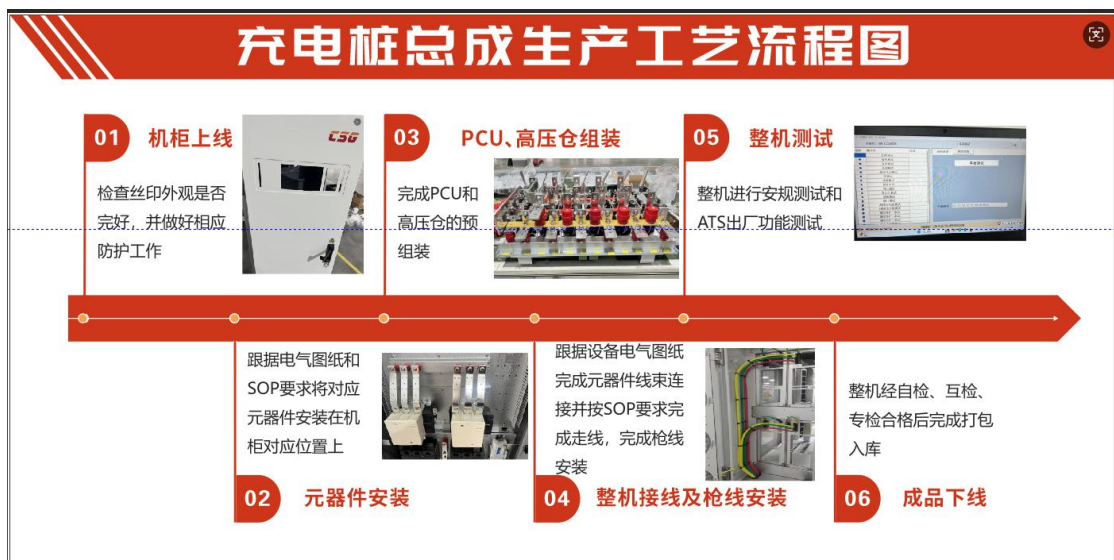 充电桩总成生产工艺流程图
01 机柜上线
检查丝印外观是否
完好，并做好相应
防护工作
CSG
03 PCU、高压仓组装
完成PCU和
高压仓的预
组装
05 整机测试
整机进行安规测试和
ATS出厂功能测试
跟据电气图纸和
SOP要求将对应
元器件安装在机
柜对应位置上
02 元器件安装
跟据设备电气图纸
完成元器件线束连
接并按SOP要求完
成走线，完成枪线
安装
04 整机接线及枪线安装
整机经自检、互检、
专检合格后完成打包
入库
06 成品下线